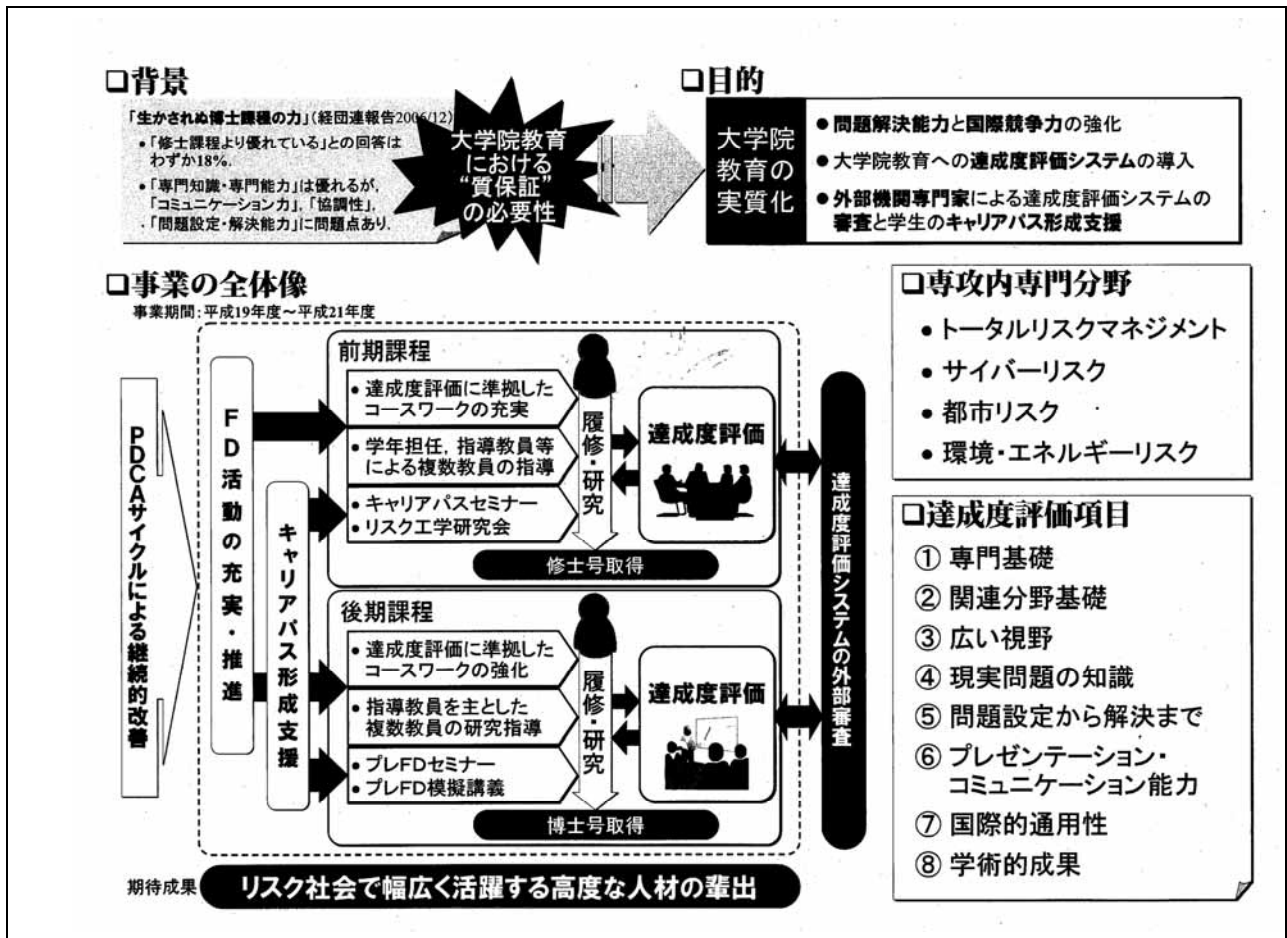 □背景
「生かされぬ博士課程の力」(経団連報告2006/12)
•「修士課程より優れている」との回答は
わずか18%.
•「専門知識・専門能力」は優れるが,
「コミュニケーション力」,「協調性」,
「問題設定・解決能力」に問題点あり.
大学院教育
における
“質保証”
の必要性
□目的
大学院
教育の
実質化
●問題解決能力と国際競争力の強化
●大学院教育への達成度評価システムの導入
●外部機関専門家による達成度評価システムの
審査と学生のキャリアパス形成支援
□事業の全体像
事業期間:平成19年度~平成21年度
PDCAサイクルによる継続的改善
FD活動の充実・推進
キャリアパス形成支援
前期課程
•達成度評価に準拠した
コースワークの充実
•学年担任,指導教員等
による複数教員の指導
•キャリアパスセミナー
•リスク工学研究会
履修・研究
達成度評価
修士号取得
後期課程
•達成度評価に準拠した
コースワークの強化
•指導教員を主とした
複数教員の研究指導
•プレFDセミナー
•プレFD模擬講義
履修・研究
達成度評価
博士号取得
達成度評価システムの外部審査
期待成果
リスク社会で幅広く活躍する高度な人材の輩出
□専攻内専門分野
•トータルリスクマネジメント
•サイバーリスク
•都市リスク
•環境・エネルギーリスク
□達成度評価項目
①専門基礎
②関連分野基礎
③広い視野
④現実問題の知識
⑤問題設定から解決まで
⑥プレゼンテーション・
コミュニケーション能力
⑦国際的通用性
⑧学術的成果